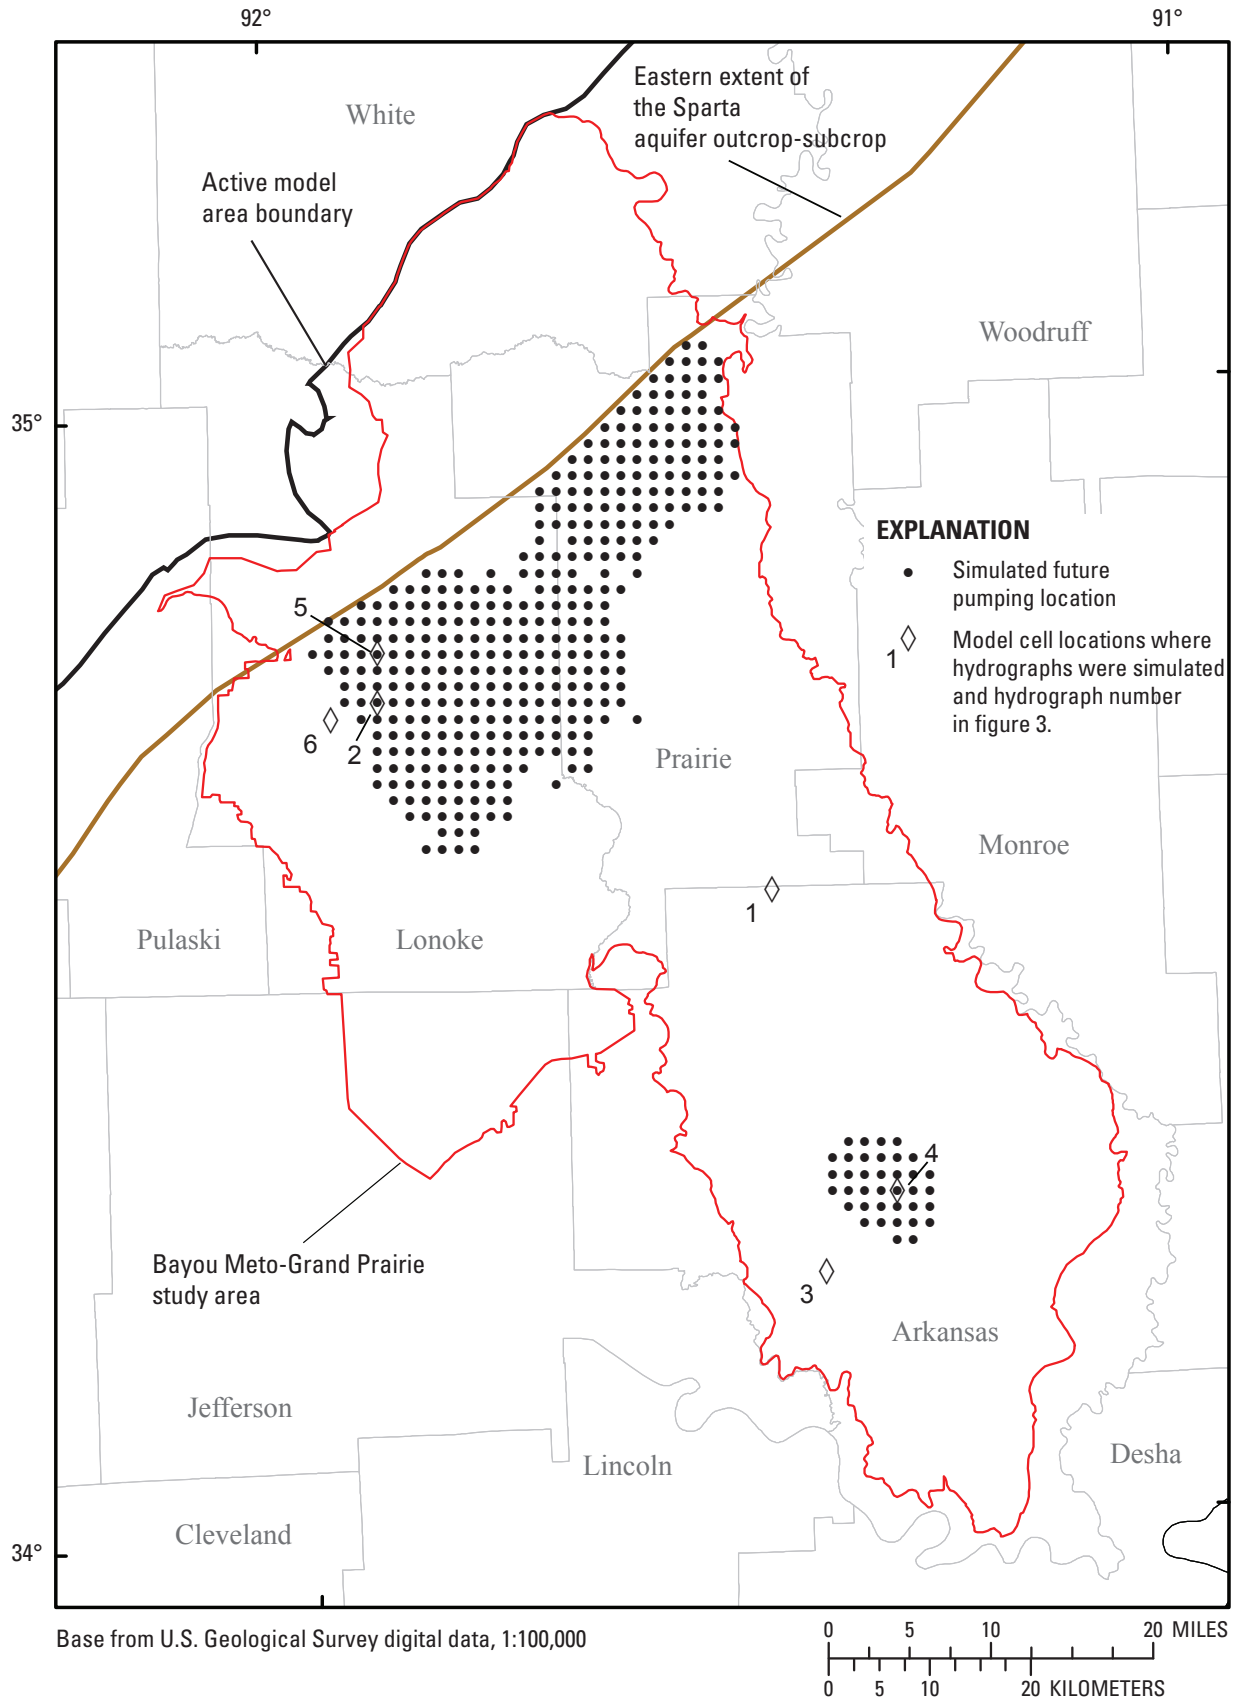 92°
91°
White
Eastern extent of
the Sparta
aquifer outcrop-subcrop
Active model
area boundary
Woodruff
35°
EXPLANATION
Simulated future
pumping location
1
Model cell locations where
hydrographs were simulated
and hydrograph number
in figure 3.
5
6
2
Prairie
Monroe
1
Pulaski
Lonoke
4
Bayou Meto-Grand Prairie
study area
3
Arkansas
Jefferson
Lincoln
Desha
Cleveland
34°
Base from U.S. Geological Survey digital data, 1:100,000
0 5 10 20 MILES
0 5 10 20 KILOMETERS